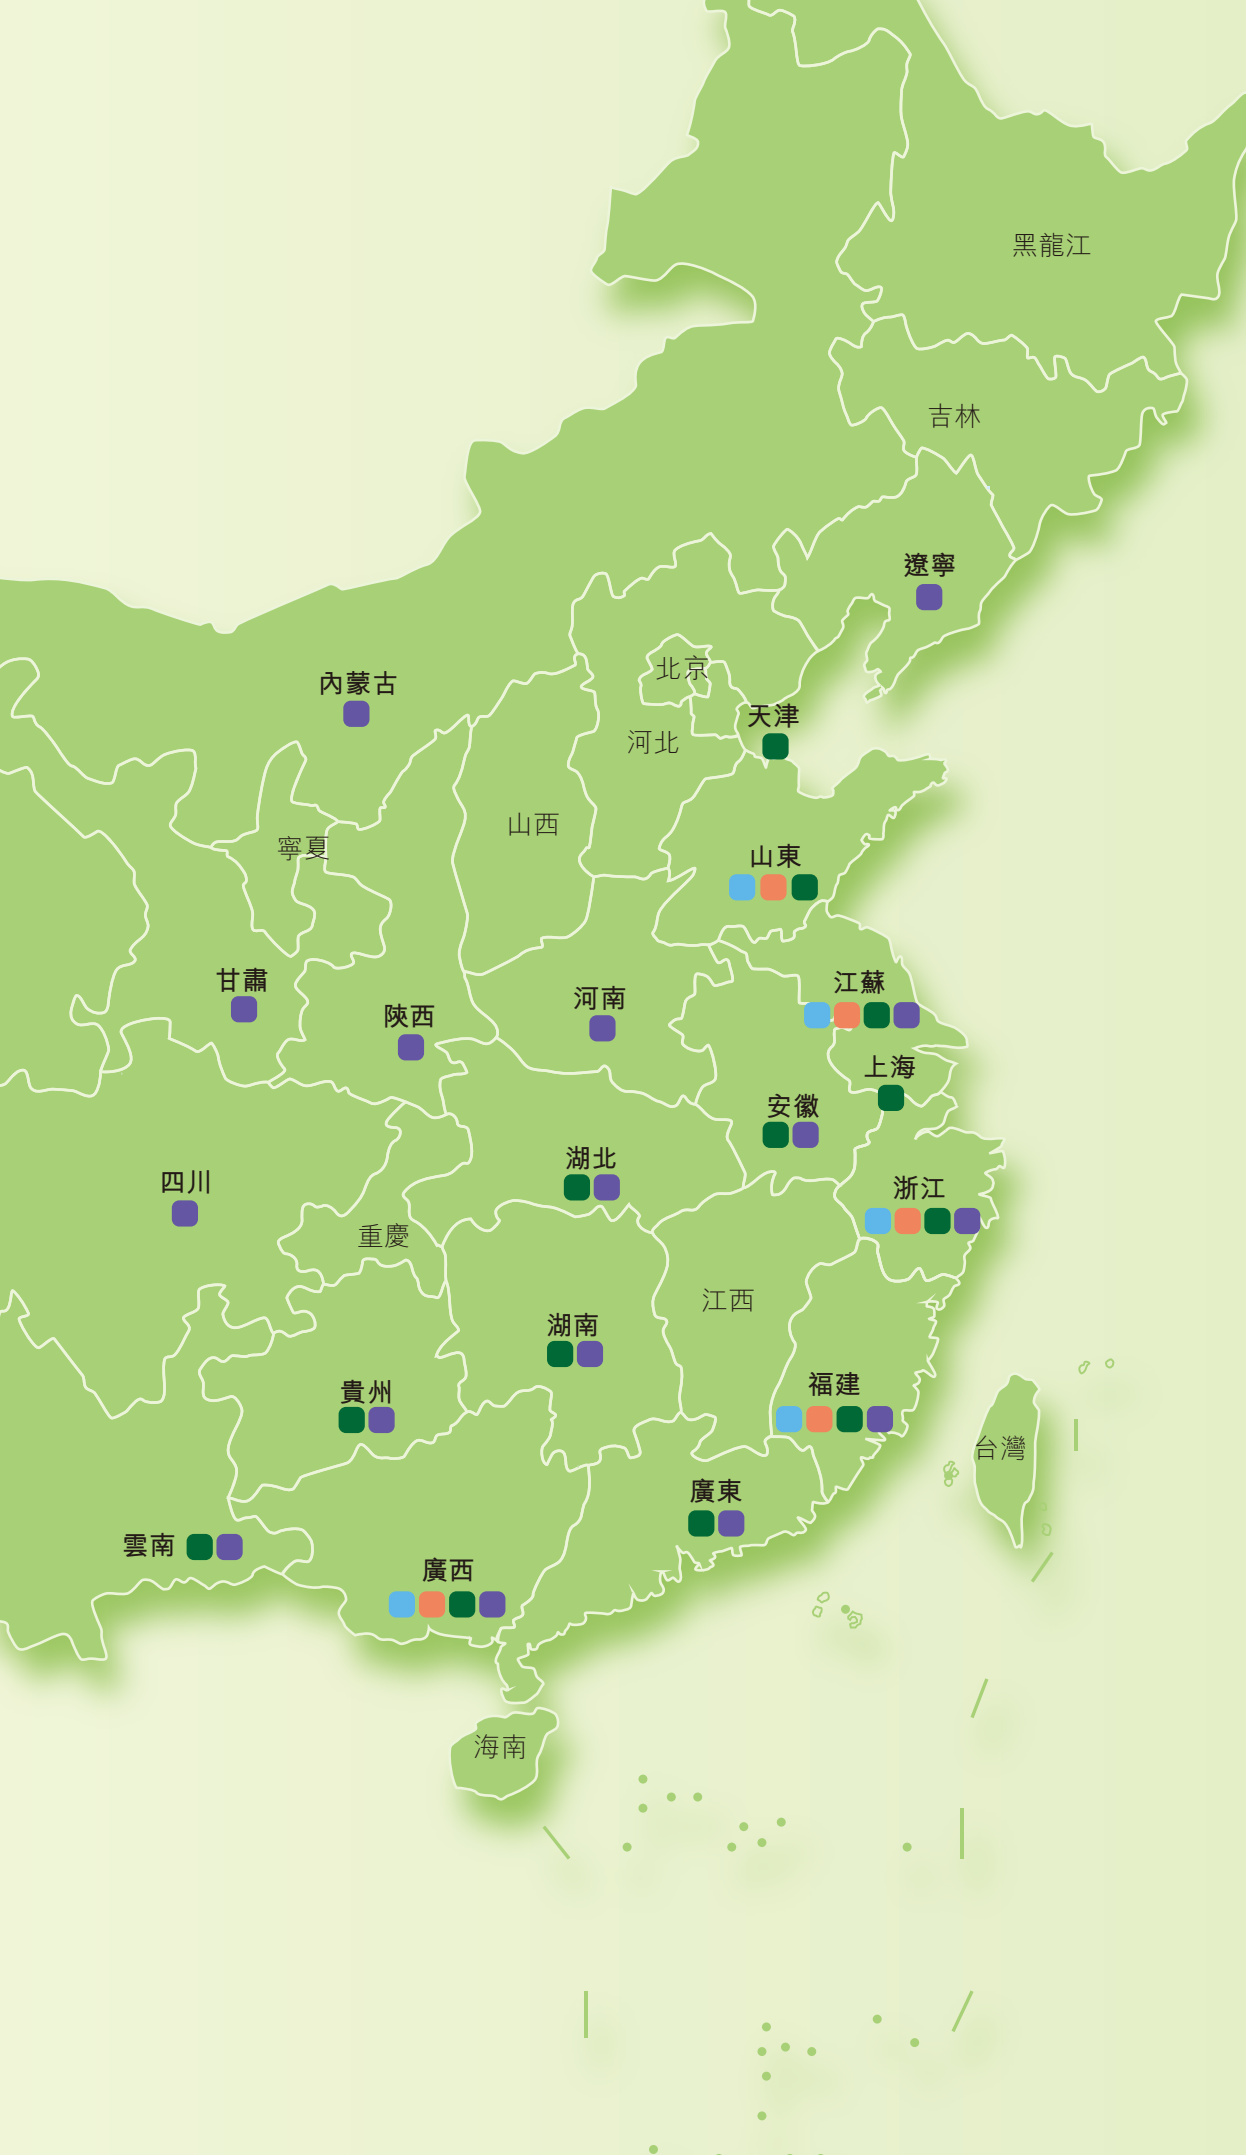 黑龍江
吉林
遼寧
北京
內蒙古
天津
河北
山西
寧夏
山東
甘肅
江蘇
河南
陝西
上海
安徽
湖北
四川
浙江
重慶
江西
湖南
福建
貴州
台灣
廣東
雲南
廣西
海南